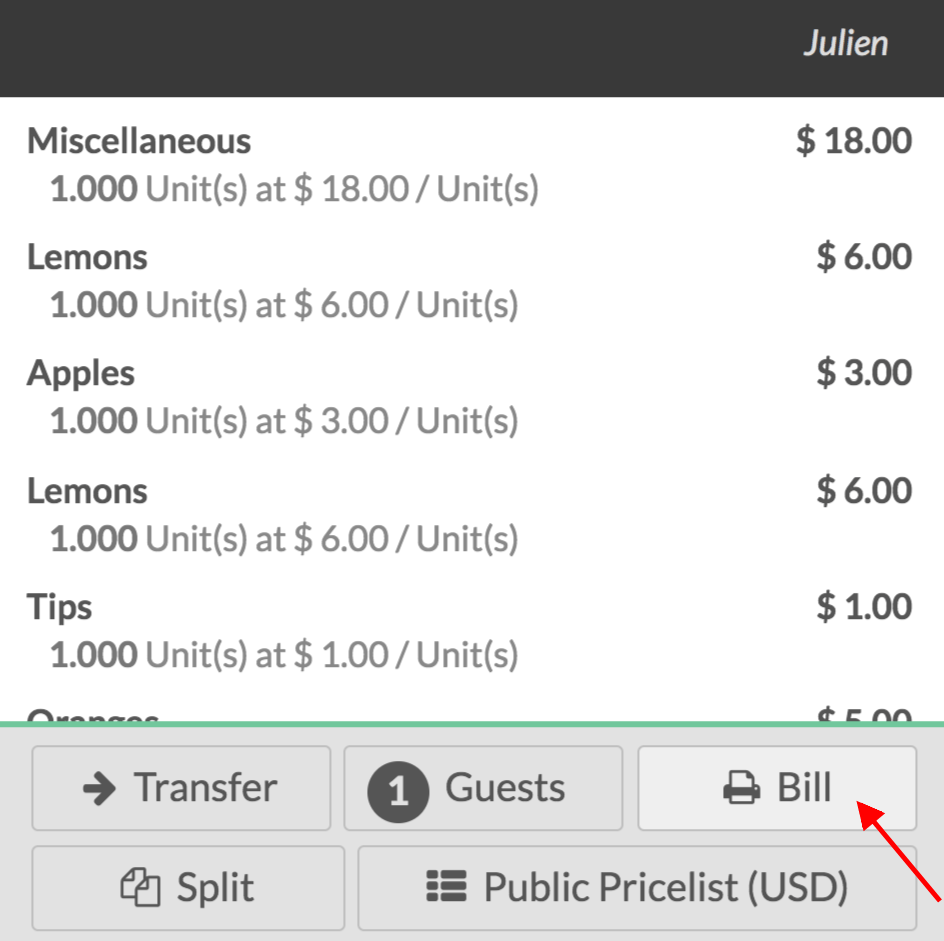 Julien
Miscellaneous $ 18.00
1.000 Unit(s) at $ 18.00 / Unit(s)
Lemons $ 6.00
1.000 Unit(s) at $ 6.00 / Unit(s)
Apples $ 3.00
1.000 Unit(s) at $ 3.00 / Unit(s)
Lemons $ 6.00
1.000 Unit(s) at $ 6.00 / Unit(s)
Tips $ 1.00
1.000 Unit(s) at $ 1.00 / Unit(s)
Oranges $ 5.00
Transfer 1 Guests Bill
Split Public Pricelist (USD)